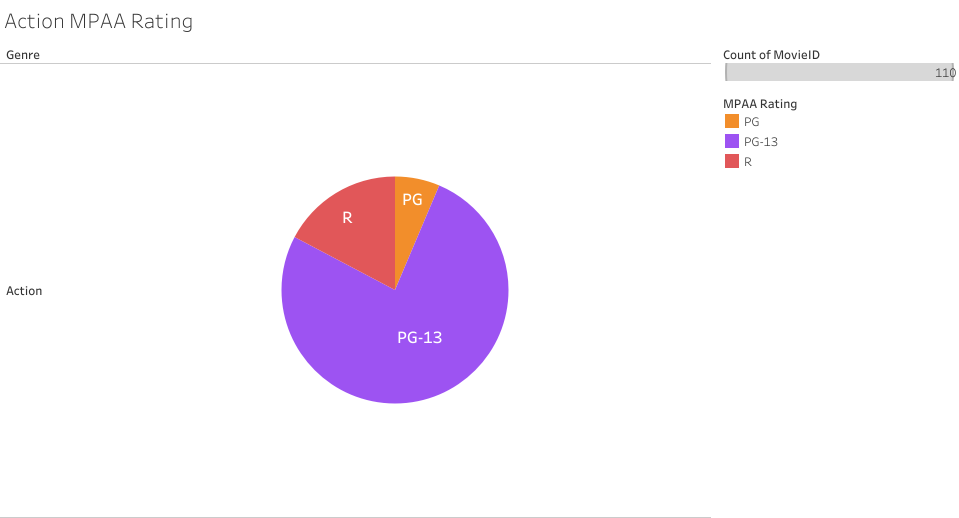 Action MPAA Rating
Genre
Count of MovieID
110
MPAA Rating
PG
PG-13
R
PG
R
Action
PG-13